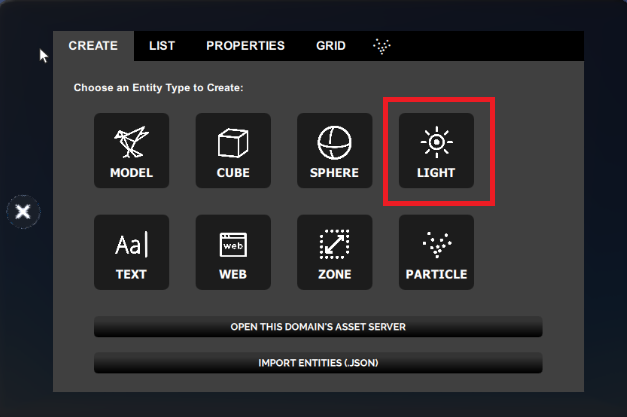 CREATE LIST PROPERTIES GRID
Choose an Entity Type to Create:
MODEL CUBE SPHERE LIGHT
Aa
web
TEXT WEB ZONE PARTICLE
OPEN THIS DOMAIN'S ASSET SERVER
IMPORT ENTITIES (.JSON)